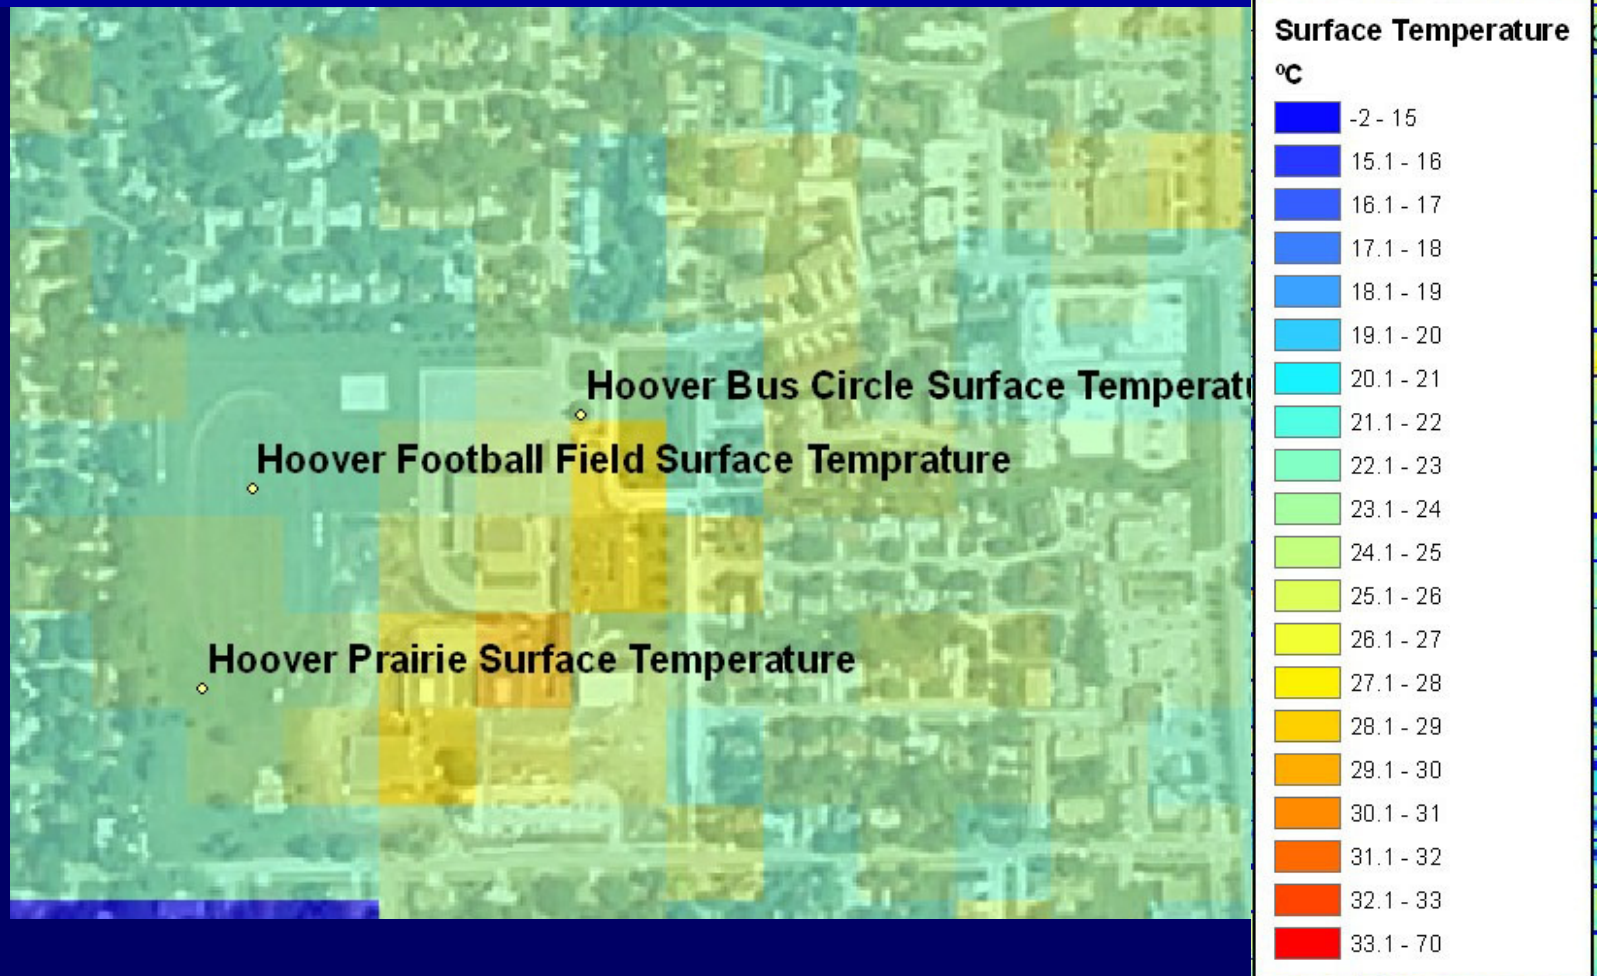 Surface Temperature
ºC
-2 - 15
15.1 - 16
16.1 - 17
17.1 - 18
18.1 - 19
19.1 - 20
20.1 - 21
21.1 - 22
22.1 - 23
23.1 - 24
24.1 - 25
25.1 - 26
26.1 - 27
27.1 - 28
28.1 - 29
29.1 - 30
30.1 - 31
31.1 - 32
32.1 - 33
33.1 - 70
Hoover Bus Circle Surface Temperatu
Hoover Football Field Surface Temprature
Hoover Prairie Surface Temperature